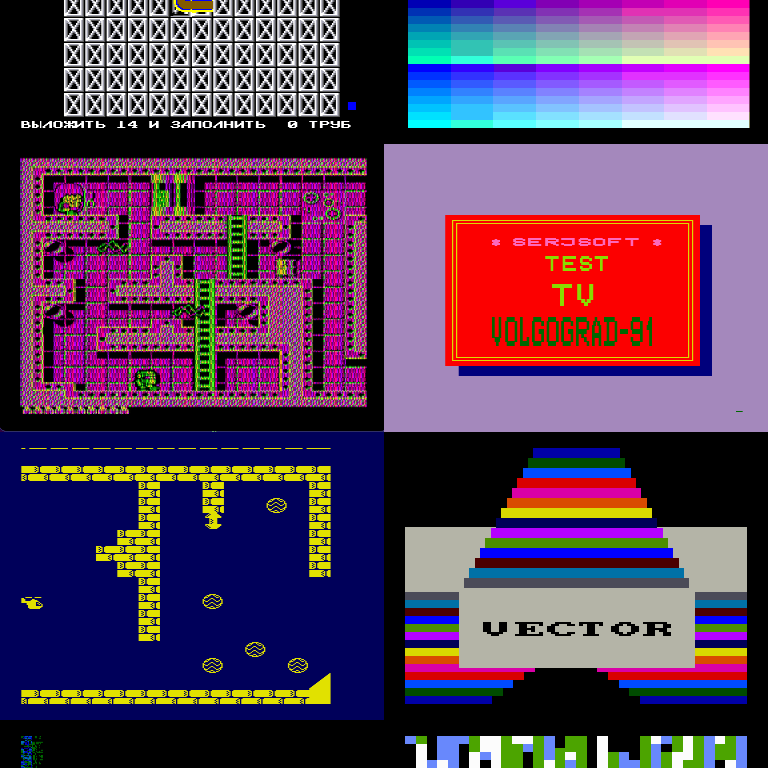 ВЫЛОЖИТЬ 14 И ЗАПОЛНИТЬ 0 ТРУБ
* SERJSOFT *
TEST
TV
VOLGOGRAD-91
VECTOR